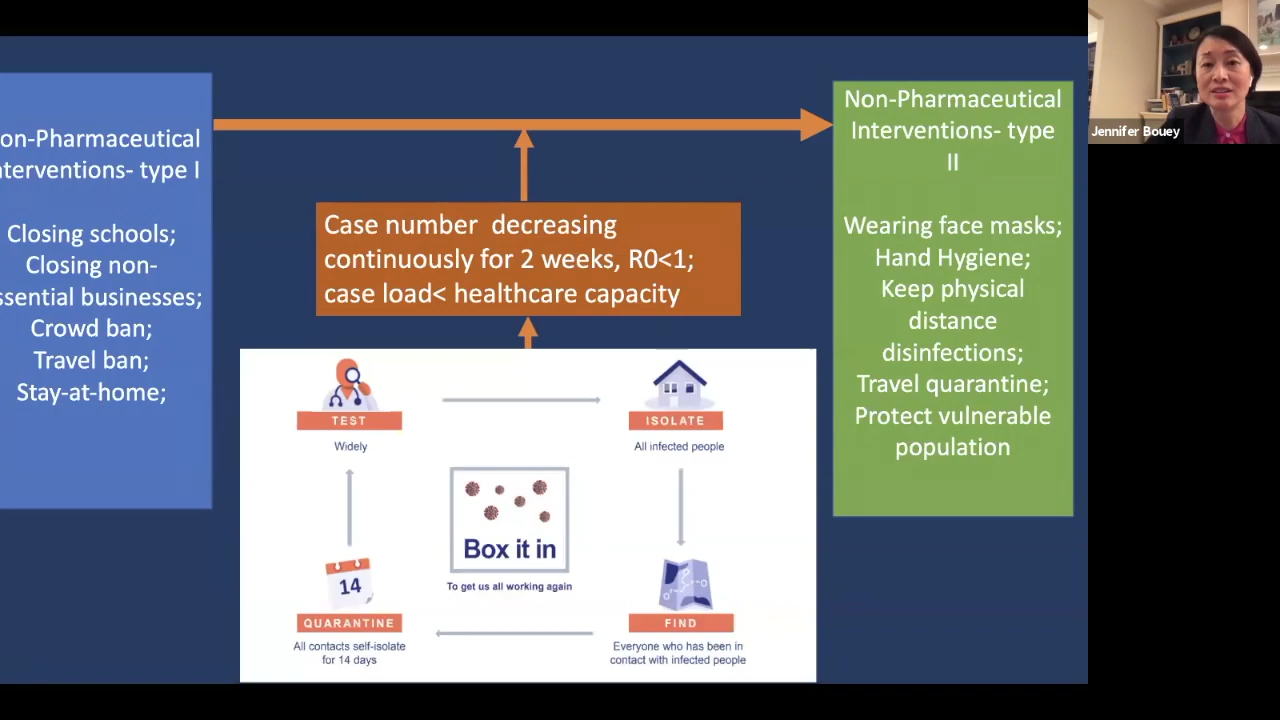 on-Pharmaceutical
nterventions- type I
Closing schools;
Closing non-
ssential businesses;
Crowd ban;
Travel ban;
Stay-at-home;
Case number decreasing
continuously for 2 weeks, R0<1;
case load< healthcare capacity
TEST
Widely
ISOLATE
All infected people
Box it in
To get us all working again
14
QUARANTINE
All contacts self-isolate
for 14 days
FIND
Everyone who has been in
contact with infected people
Non-Pharmaceutical
Interventions- type
II
Wearing face masks;
Hand Hygiene;
Keep physical
distance
disinfections;
Travel quarantine;
Protect vulnerable
population
Jennifer Bouey